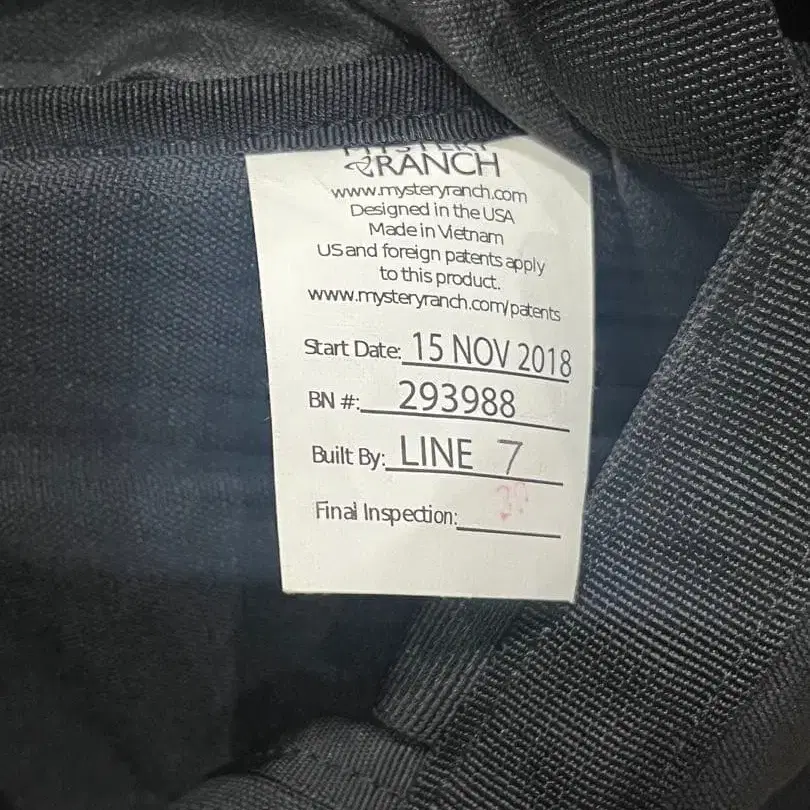 MYSTERY
RANCH
www.mysteryranch.com
Designed in the USA
Made in Vietnam
US and foreign patents apply
to this product.
www.mysteryranch.com/patents
Start Date: 15 NOV 2018
BN #: 293988
Built By: LINE 7
Final Inspection: